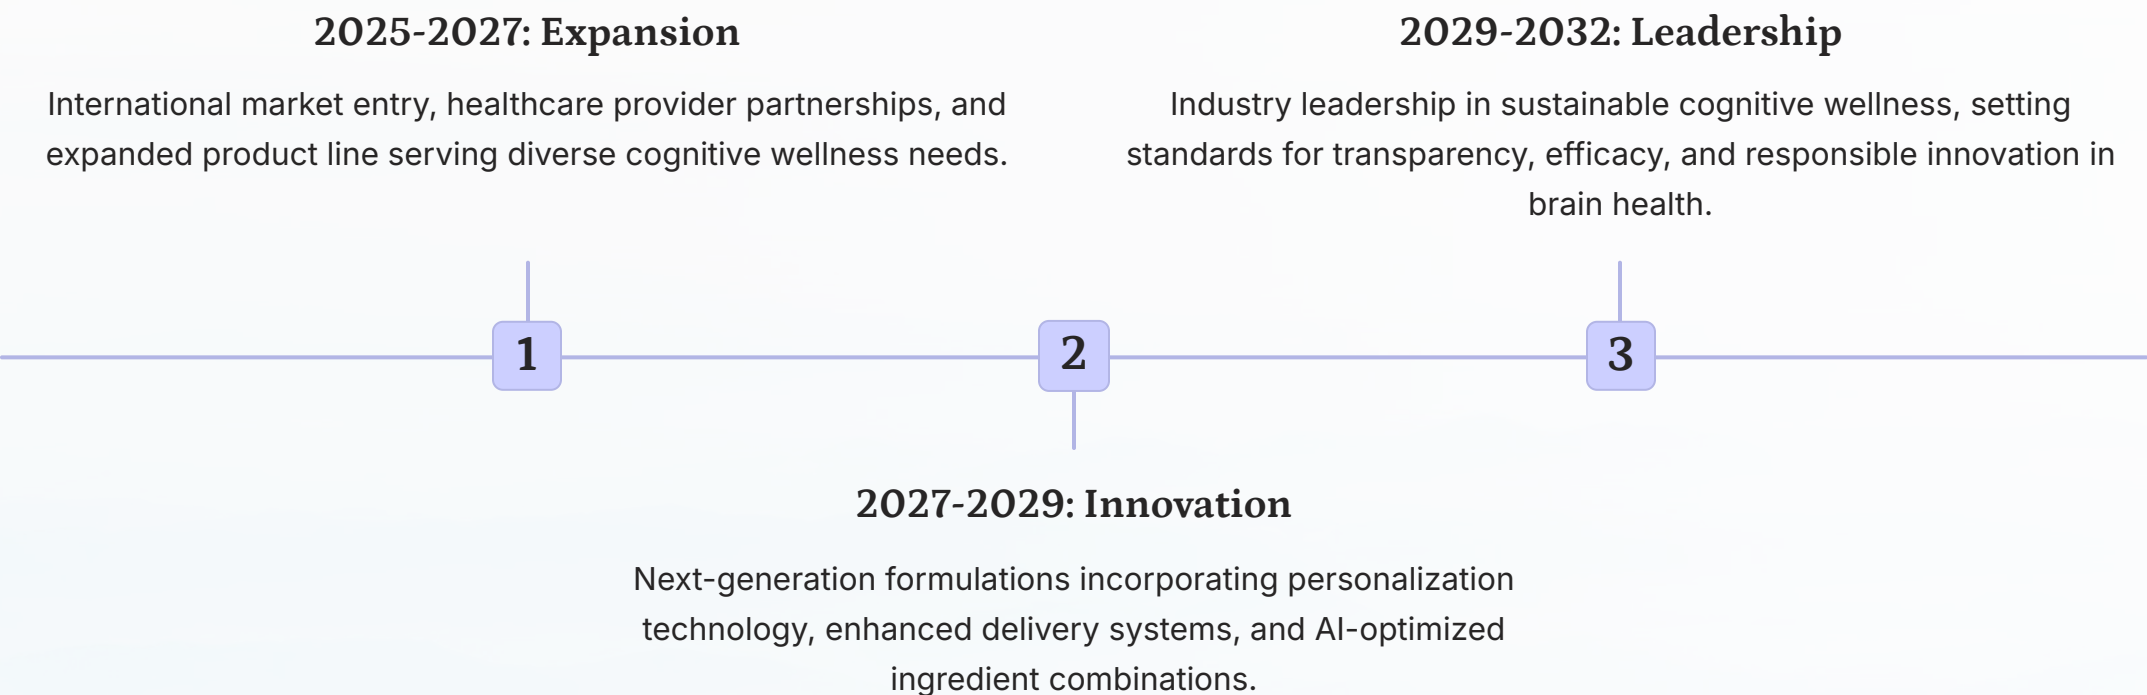 2025-2027: Expansion
International market entry, healthcare provider partnerships, and
expanded product line serving diverse cognitive wellness needs.
2029-2032: Leadership
Industry leadership in sustainable cognitive wellness, setting
standards for transparency, efficacy, and responsible innovation in
brain health.
1
2
3
2027-2029: Innovation
Next-generation formulations incorporating personalization
technology, enhanced delivery systems, and AI-optimized
ingredient combinations.